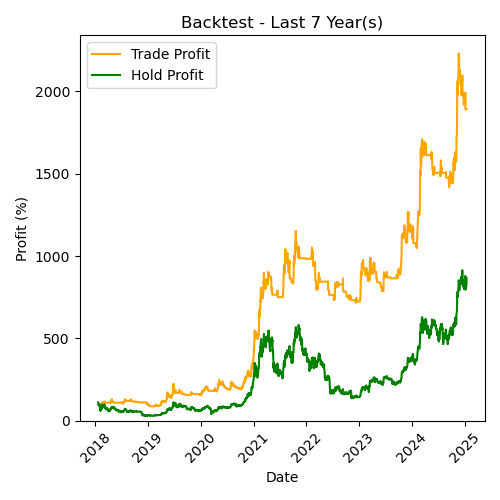 Backtest - Last 7 Year(s)
Trade Profit
Hold Profit
Profit (%)
2000
1500
1000
500
0
2018 2019 2020 2021 2022 2023 2024 2025
Date